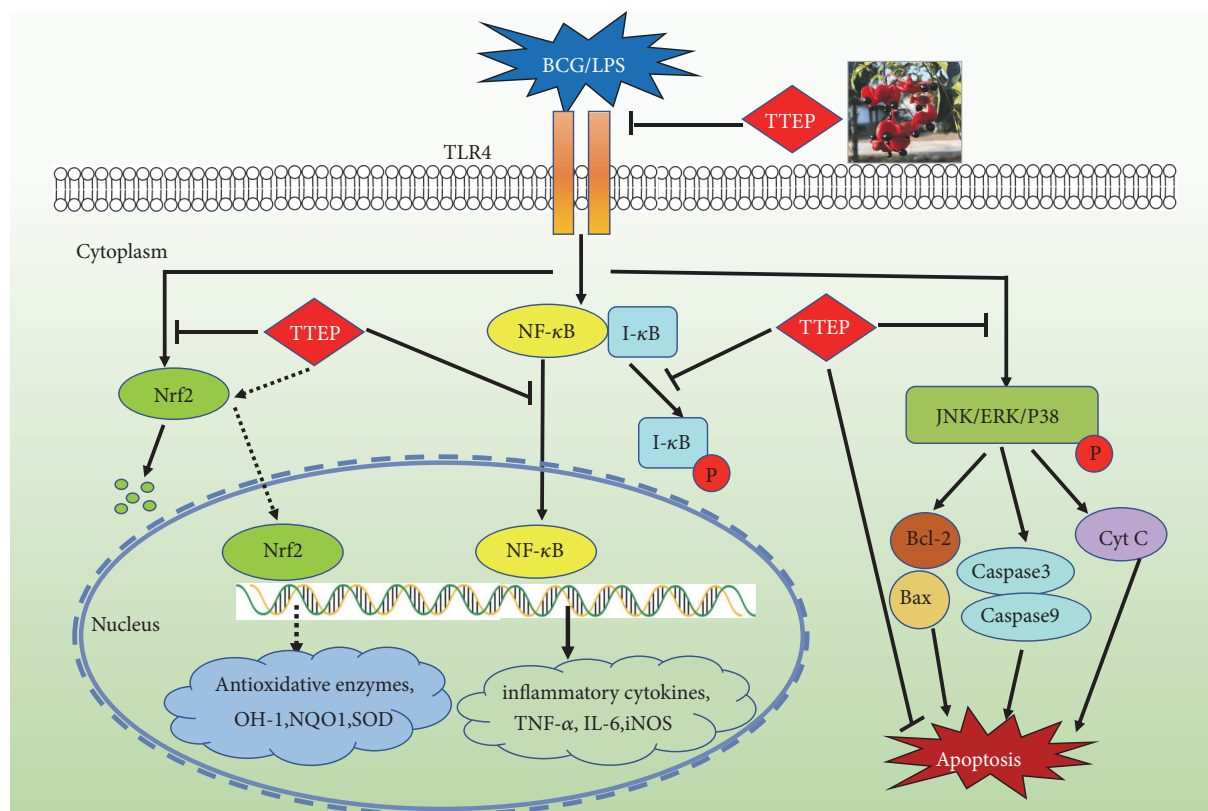 BCG/LPS
TTEP
TLR4
Cytoplasm
TTEP
NF-κB
I-κB
TTEP
Nrf2
I-κB
P
JNK/ERK/P38
P
Nrf2
NF-κB
Bcl-2
Bax
Caspase3
Caspase9
Cyt C
Nucleus
Antioxidative enzymes,
OH-1,NQO1,SOD
inflammatory cytokines,
TNF-α, IL-6,iNOS
Apoptosis